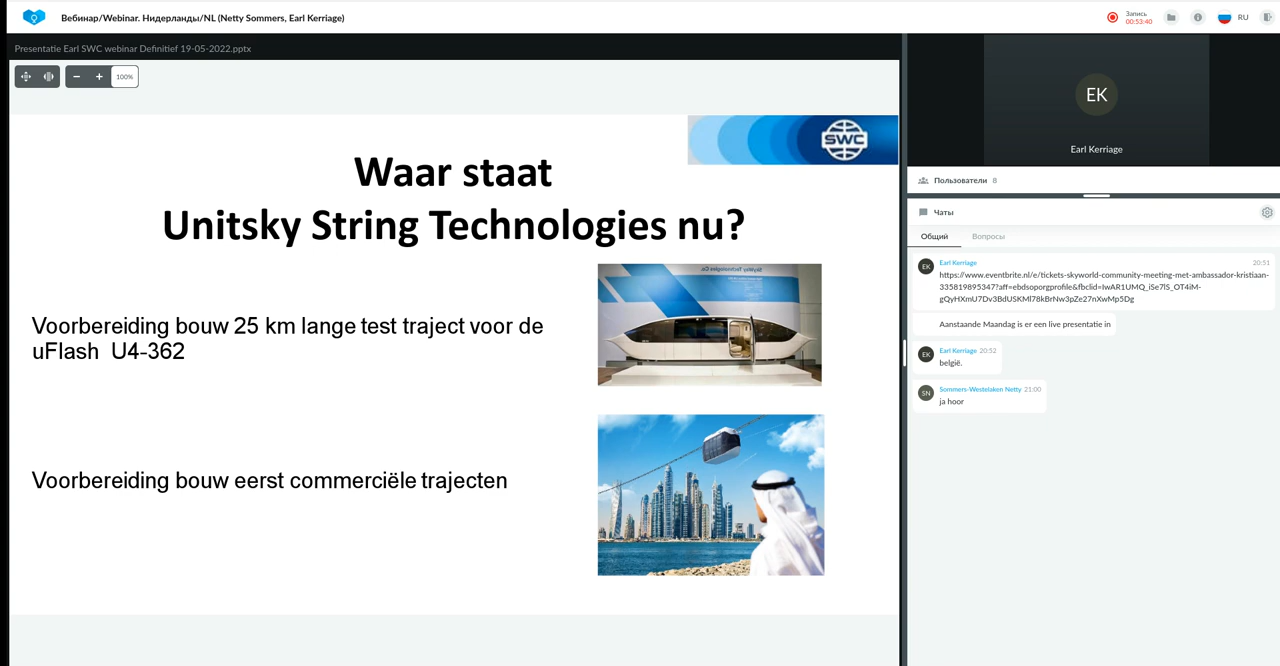 Вебинар/Webinar. Нидерланды/NL (Netty Sommers, Earl Kerriage)
Запись
00:53:40
RU
Presentatie Earl SWC webinar Definitief 19-05-2022.pptx
100%
SWC
Waar staat
Unitsky String Technologies nu?
Voorbereiding bouw 25 km lange test traject voor de
uFlash U4-362
Voorbereiding bouw eerst commerciële trajecten
EK
Earl Kerriage
Пользователи 8
Чаты
Общий Вопросы
EK Earl Kerriage 20:51
https://www.eventbrite.nl/e/tickets-skyworld-community-meeting-met-ambassador-kristiaan-
335819895347?aff=ebdsoporgprofile&fbclid=IwAR1UMQ_iSe7lS_OT4iM-
gQyHXmU7Dv3BdUSKMl78kBrNw3pZe27nXwMp5Dg
Aanstaande Maandag is er een live presentatie in
EK Earl Kerriage 20:52
belgië.
SN Sommers-Westelaken Netty 21:00
ja hoor